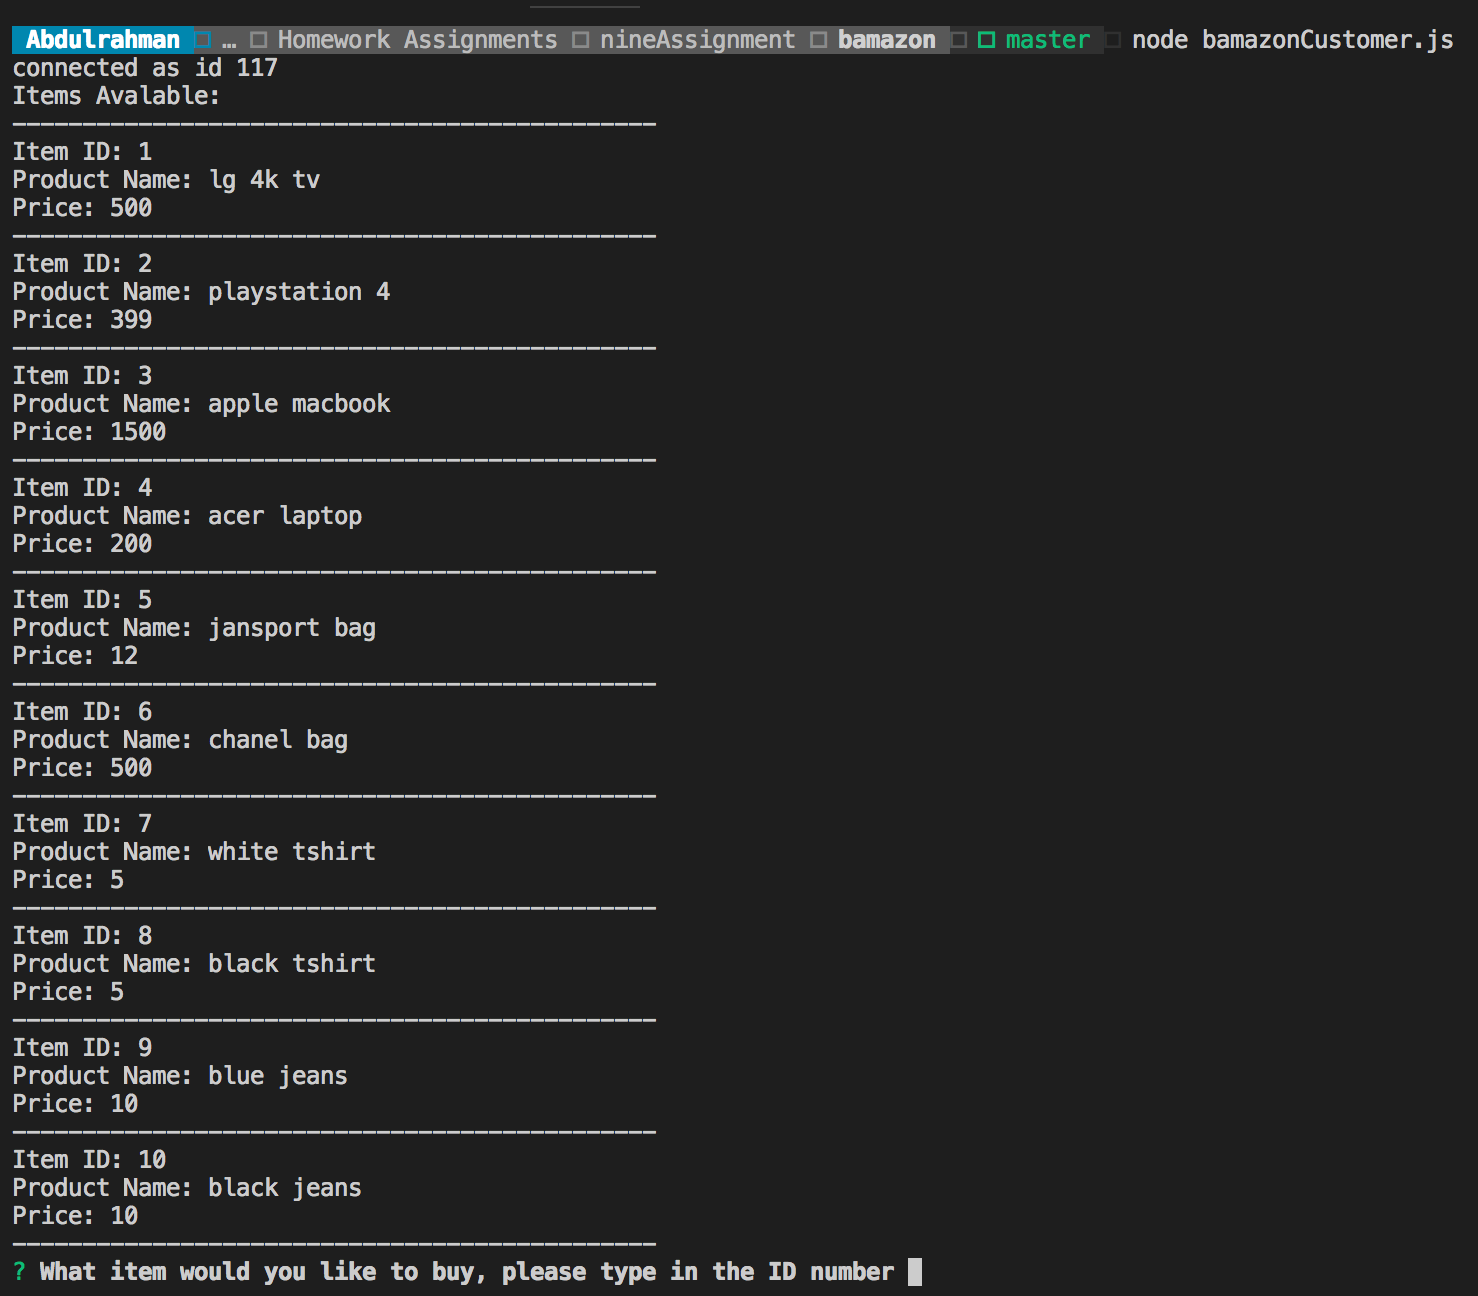 Abdulrahman … Homework Assignments nineAssignment bamazon master node bamazonCustomer.js
connected as id 117
Items Avalable:
----------------------------------------------
Item ID: 1
Product Name: lg 4k tv
Price: 500
----------------------------------------------
Item ID: 2
Product Name: playstation 4
Price: 399
----------------------------------------------
Item ID: 3
Product Name: apple macbook
Price: 1500
----------------------------------------------
Item ID: 4
Product Name: acer laptop
Price: 200
----------------------------------------------
Item ID: 5
Product Name: jansport bag
Price: 12
----------------------------------------------
Item ID: 6
Product Name: chanel bag
Price: 500
----------------------------------------------
Item ID: 7
Product Name: white tshirt
Price: 5
----------------------------------------------
Item ID: 8
Product Name: black tshirt
Price: 5
----------------------------------------------
Item ID: 9
Product Name: blue jeans
Price: 10
----------------------------------------------
Item ID: 10
Product Name: black jeans
Price: 10
----------------------------------------------
? What item would you like to buy, please type in the ID number